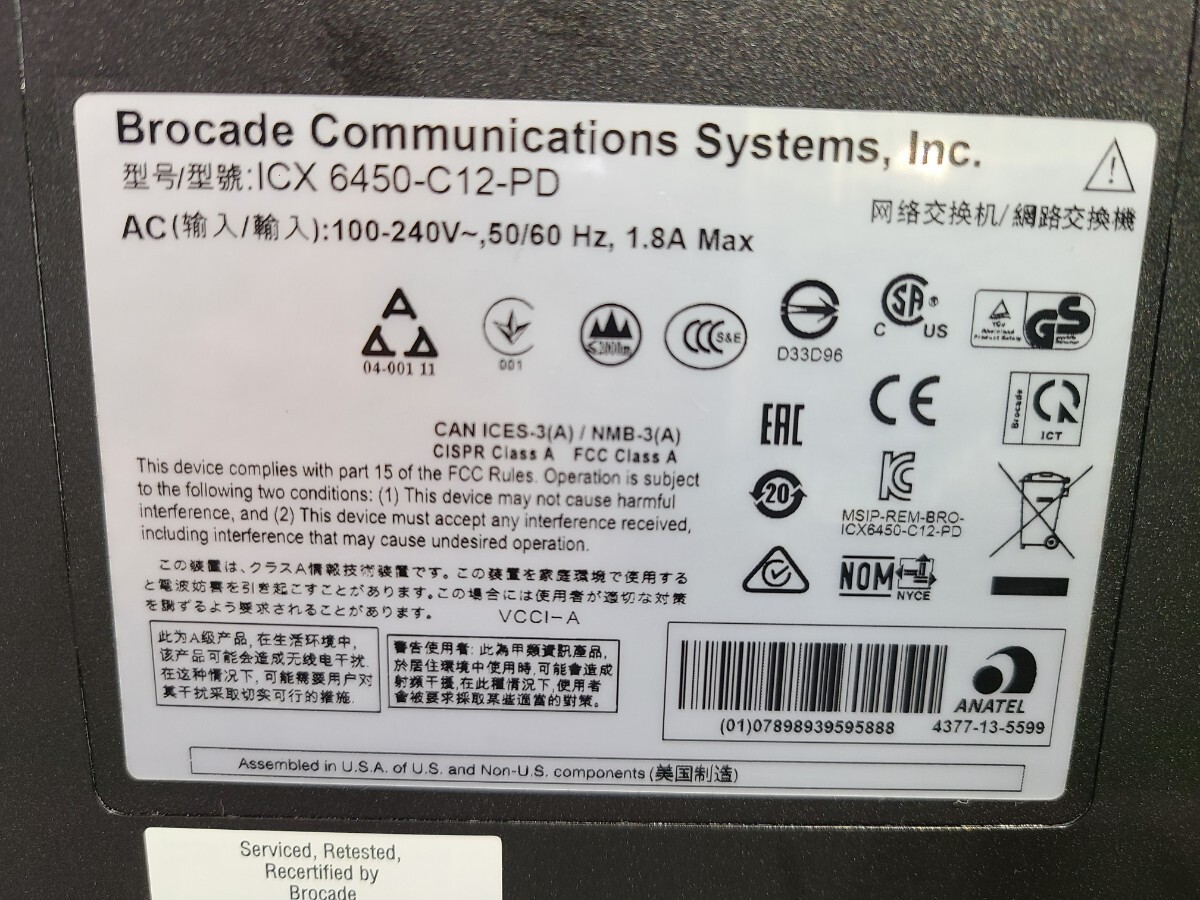 Brocade Communications Systems, Inc.
型号/型號:ICX 6450-C12-PD
网络交换机/網路交換機
AC(输入/輸入):100-240V~,50/60 Hz, 1.8A Max
04-001 11
001
≤2000m
CCC S&E
D33D96
C SA ® US
TÜV Rheinland Product Safety GS
CAN ICES-3(A) / NMB-3(A)
CISPR Class A FCC Class A
EAC
CE
Brocade
ICT
This device complies with part 15 of the FCC Rules. Operation is subject
to the following two conditions: (1) This device may not cause harmful
interference, and (2) This device must accept any interference received,
including interference that may cause undesired operation.
20
MSIP-REM-BRO-
ICX6450-C12-PD
NOM
NYCE
この装置は、クラスA情報技術装置です。この装置を家庭環境で使用する
と電波妨害を引き起こすことがあります。この場合には使用者が適切な対策
を講ずるよう要求されることがあります。 VCCI-A
此为A级产品, 在生活环境中,
该产品可能会造成无线电干扰.
在这种情况下, 可能需要用户对
其干扰采取切实可行的措施.
警告使用者: 此為甲類資訊產品,
於居住環境中使用時,可能會造成
射頻干擾,在此種情況下,使用者
會被要求採取某些適當的對策。
(01)07898939595888
ANATEL
4377-13-5599
Assembled in U.S.A. of U.S. and Non-U.S. components (美国制造)
Serviced, Retested,
Recertified by
Brocade